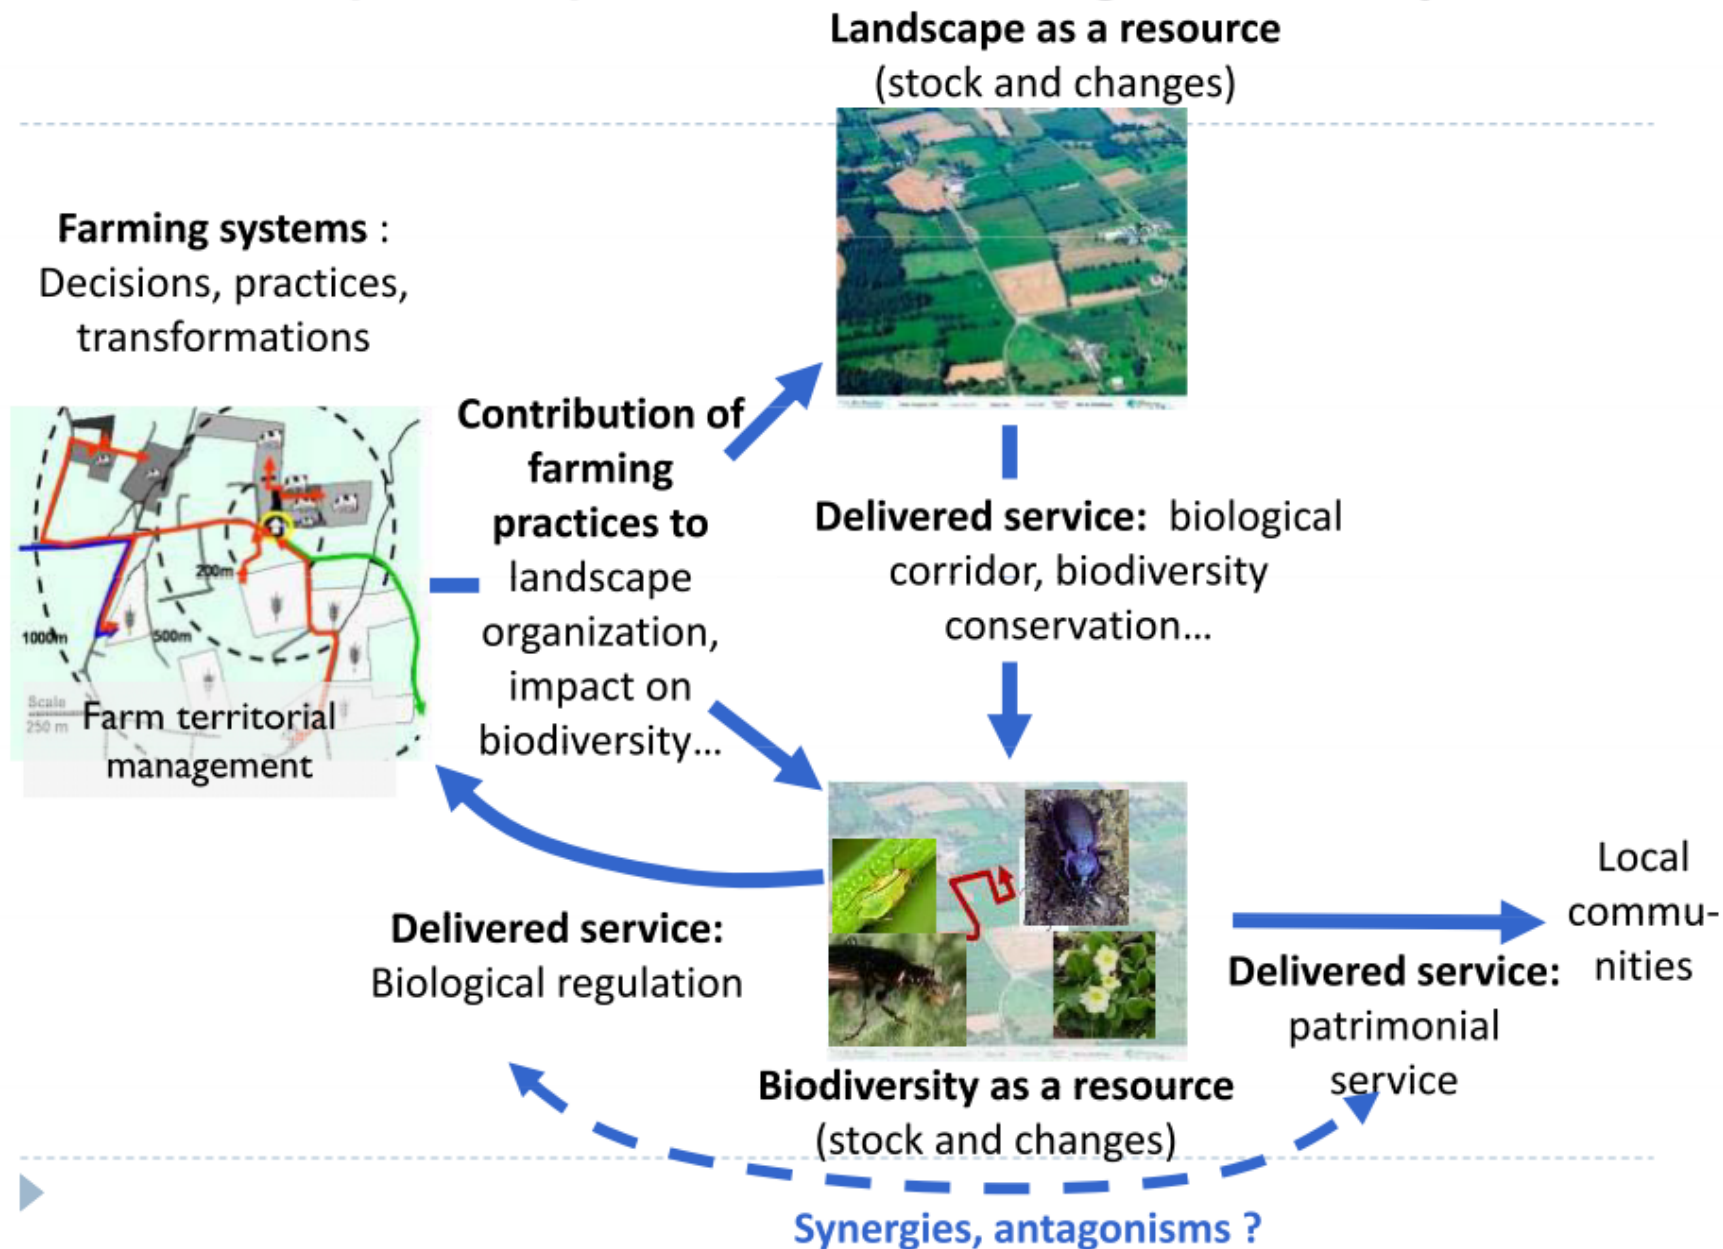 Landscape as a resource
(stock and changes)
Farming systems :
Decisions, practices,
transformations
Contribution of
farming
practices to
landscape
organization,
impact on
biodiversity...
200m
1000m
500m
Scale
250 m
Farm territorial
management
Delivered service: biological
corridor, biodiversity
conservation...
Delivered service:
Biological regulation
Local
commu-
nities
Delivered service:
patrimonial
service
Biodiversity as a resource
(stock and changes)
Synergies, antagonisms ?